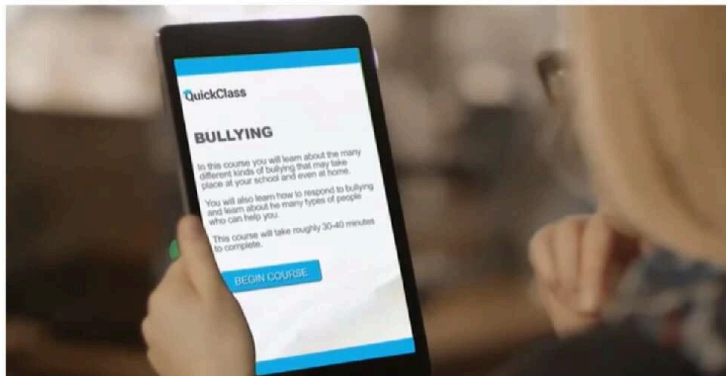 QuickClass
BULLYING
In this course you will learn about the many
different kinds of bullying that may take
place at your school and even at home.
You will also learn how to respond to bullying
and learn about he many types of people
who can help you.
This course will take roughly 30-40 minutes
to complete.
BEGIN COURSE